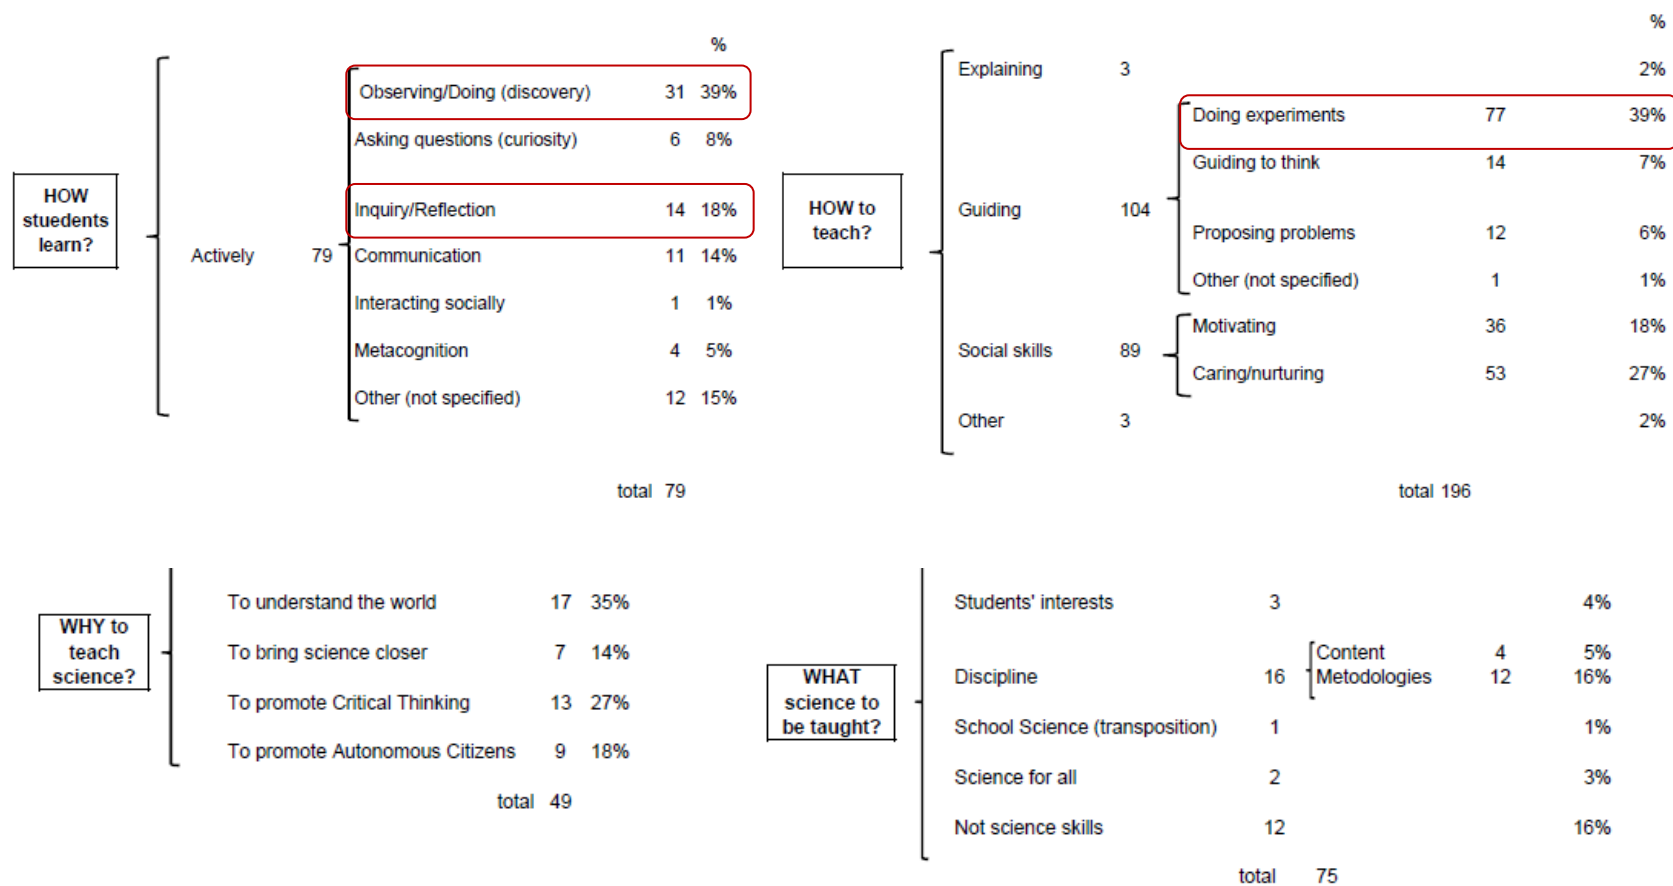 %
HOW
stuedents
learn?
Actively 79
Observing/Doing (discovery) 31 39%
Asking questions (curiosity) 6 8%
Inquiry/Reflection 14 18%
Communication 11 14%
Interacting socially 1 1%
Metacognition 4 5%
Other (not specified) 12 15%
total 79
%
HOW to
teach?
Explaining 3 2%
Guiding 104
Doing experiments 77 39%
Guiding to think 14 7%
Proposing problems 12 6%
Other (not specified) 1 1%
Social skills 89
Motivating 36 18%
Caring/nurturing 53 27%
Other 3 2%
total 196
WHY to
teach
science?
To understand the world 17 35%
To bring science closer 7 14%
To promote Critical Thinking 13 27%
To promote Autonomous Citizens 9 18%
total 49
WHAT
science to
be taught?
Students' interests 3 4%
Discipline 16
Content 4 5%
Metodologies 12 16%
School Science (transposition) 1 1%
Science for all 2 3%
Not science skills 12 16%
total 75